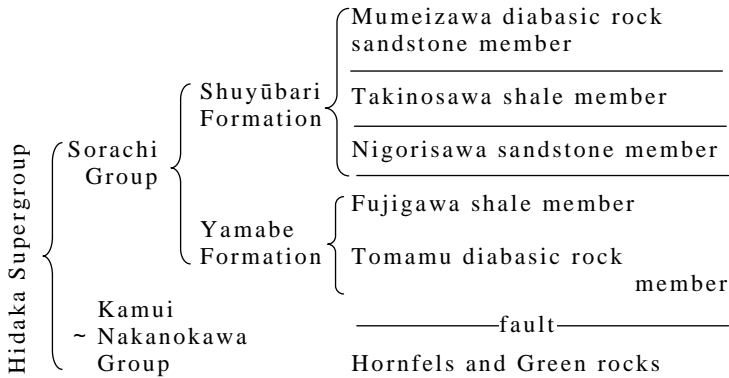 Hidaka Supergroup
Sorachi
Group
Shuyūbari
Formation
Mumeizawa diabasic rock
sandstone member
Takinosawa shale member
Nigorisawa sandstone member
Yamabe
Formation
Fujigawa shale member
Tomamu diabasic rock
member
Kamui
~ Nakanokawa
Group
fault
Hornfels and Green rocks